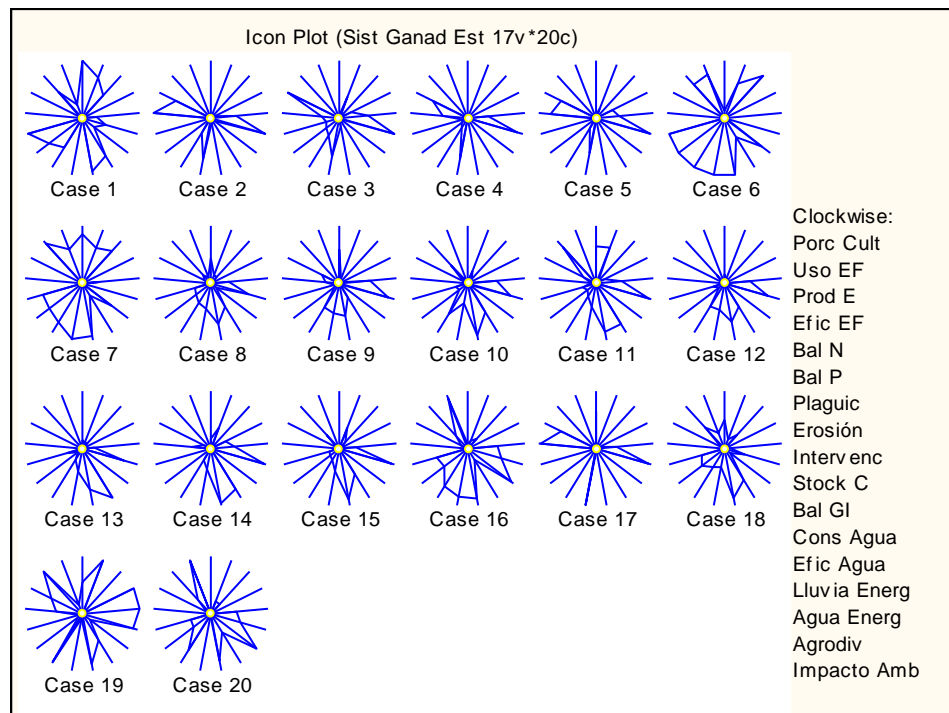 Icon Plot (Sist Ganad Est 17v*20c)
Case 1 Case 2 Case 3 Case 4 Case 5 Case 6
Case 7 Case 8 Case 9 Case 10 Case 11 Case 12
Case 13 Case 14 Case 15 Case 16 Case 17 Case 18
Case 19 Case 20
Clockwise:
Porc Cult
Uso EF
Prod E
Efic EF
Bal N
Bal P
Plaguic
Erosión
Intervenc
Stock C
Bal GI
Cons Agua
Efic Agua
Lluvia Energ
Agua Energ
Agrodiv
Impacto Amb